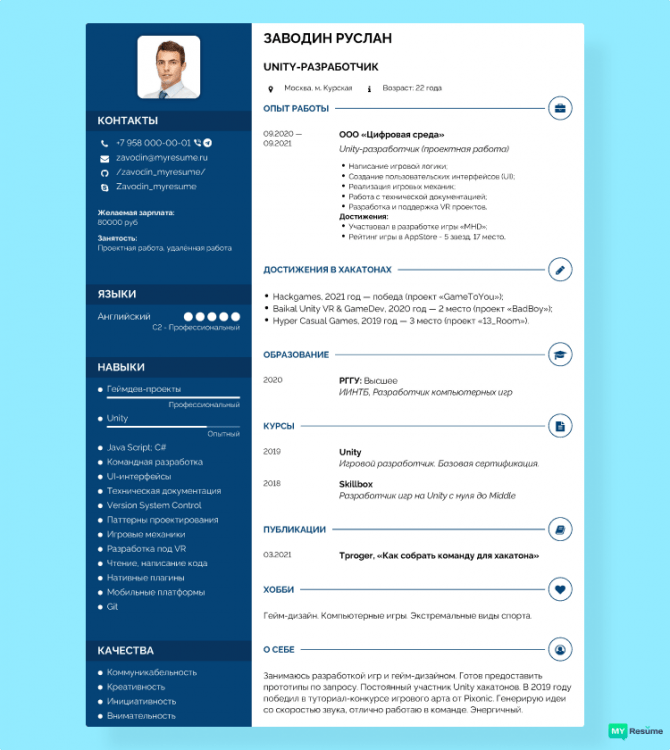 ЗАВОДИН РУСЛАН
UNITY-РАЗРАБОТЧИК
Москва, м. Курская
Возраст: 22 года
КОНТАКТЫ
+7 958 000-00-01
zavodin@myresume.ru
/zavodin_myresume/
Zavodin_myresume
Желаемая зарплата:
80000 руб
Занятость:
Проектная работа, удалённая работа
ЯЗЫКИ
Английский
C2 - Профессиональный
НАВЫКИ
Геймдев-проекты
Профессиональный
Unity
Опытный
Java Script; C#
Командная разработка
UI-интерфейсы
Техническая документация
Version System Control
Паттерны проектирования
Игровые механики
Разработка под VR
Чтение, написание кода
Нативные плагины
Мобильные платформы
Git
КАЧЕСТВА
Коммуникабельность
Креативность
Инициативность
Внимательность
ОПЫТ РАБОТЫ
09.2020 —
09.2021
ООО «Цифровая среда»
Unity-разработчик (проектная работа)
Написание игровой логики;
Создание пользовательских интерфейсов (UI);
Реализация игровых механик;
Работа с технической документацией;
Разработка и поддержка VR проектов.
Достижения:
Участвовал в разработке игры «MHD»;
Рейтинг игры в AppStore - 5 звезд, 17 место.
ДОСТИЖЕНИЯ В ХАКАТОНАХ
Hackgames, 2021 год — победа (проект «GameToYou»);
Baikal Unity VR & GameDev, 2020 год — 2 место (проект «BadBoy»);
Hyper Casual Games, 2019 год — 3 место (проект «13_Room»).
ОБРАЗОВАНИЕ
2020
РГГУ: Высшее
ИИНТБ, Разработчик компьютерных игр
КУРСЫ
2019
Unity
Игровой разработчик. Базовая сертификация.
2018
Skillbox
Разработчик игр на Unity с нуля до Middle
ПУБЛИКАЦИИ
03.2021
Tproger, «Как собрать команду для хакатона»
ХОББИ
Гейм-дизайн. Компьютерные игры. Экстремальные виды спорта.
О СЕБЕ
Занимаюсь разработкой игр и гейм-дизайном. Готов предоставить
прототипы по запросу. Постоянный участник Unity хакатонов. В 2019 году
победил в туториал-конкурсе игрового арта от Pixonic. Генерирую идеи
со скоростью звука, отлично работаю в команде. Энергичный.
MY Resume